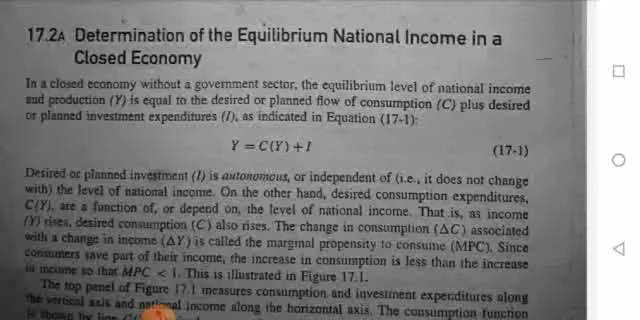 17.2A Determination of the Equilibrium National Income in a
Closed Economy
In a closed economy without a government sector, the equilibrium level of national income
and production (Y) is equal to the desired or planned flow of consumption (C) plus desired
or planned investment expenditures (I), as indicated in Equation (17-1):
Y = C(Y) + I (17-1)
Desired or planned investment (I) is autonomous, or independent of (i.e., it does not change
with) the level of national income. On the other hand, desired consumption expenditures,
C(Y), are a function of, or depend on, the level of national income. That is, as income
(Y) rises, desired consumption (C) also rises. The change in consumption (ΔC) associated
with a change in income (ΔY) is called the marginal propensity to consume (MPC). Since
consumers save part of their income, the increase in consumption is less than the increase
in income so that MPC < 1. This is illustrated in Figure 17.1.
The top panel of Figure 17.1 measures consumption and investment expenditures along
the vertical axis and national income along the horizontal axis. The consumption function
is shown by line